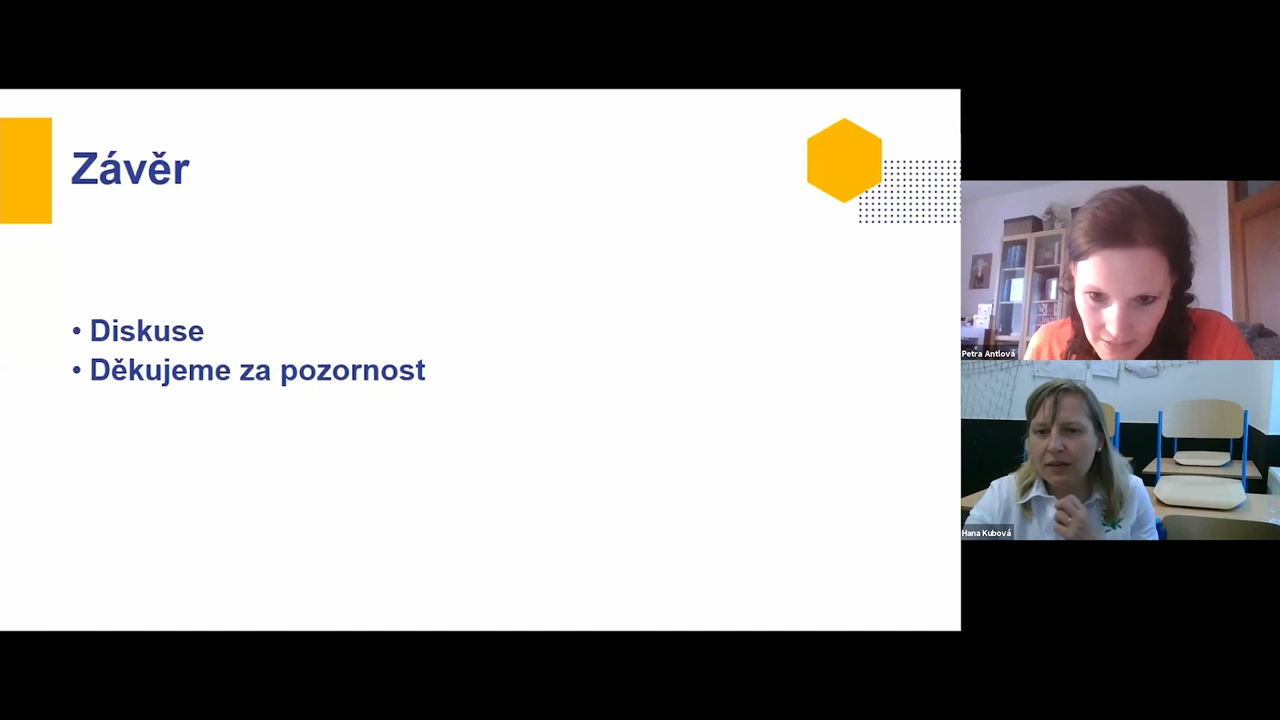 Závěr
• Diskuse
• Děkujeme za pozornost
Petra Antlová
Hana Kubová